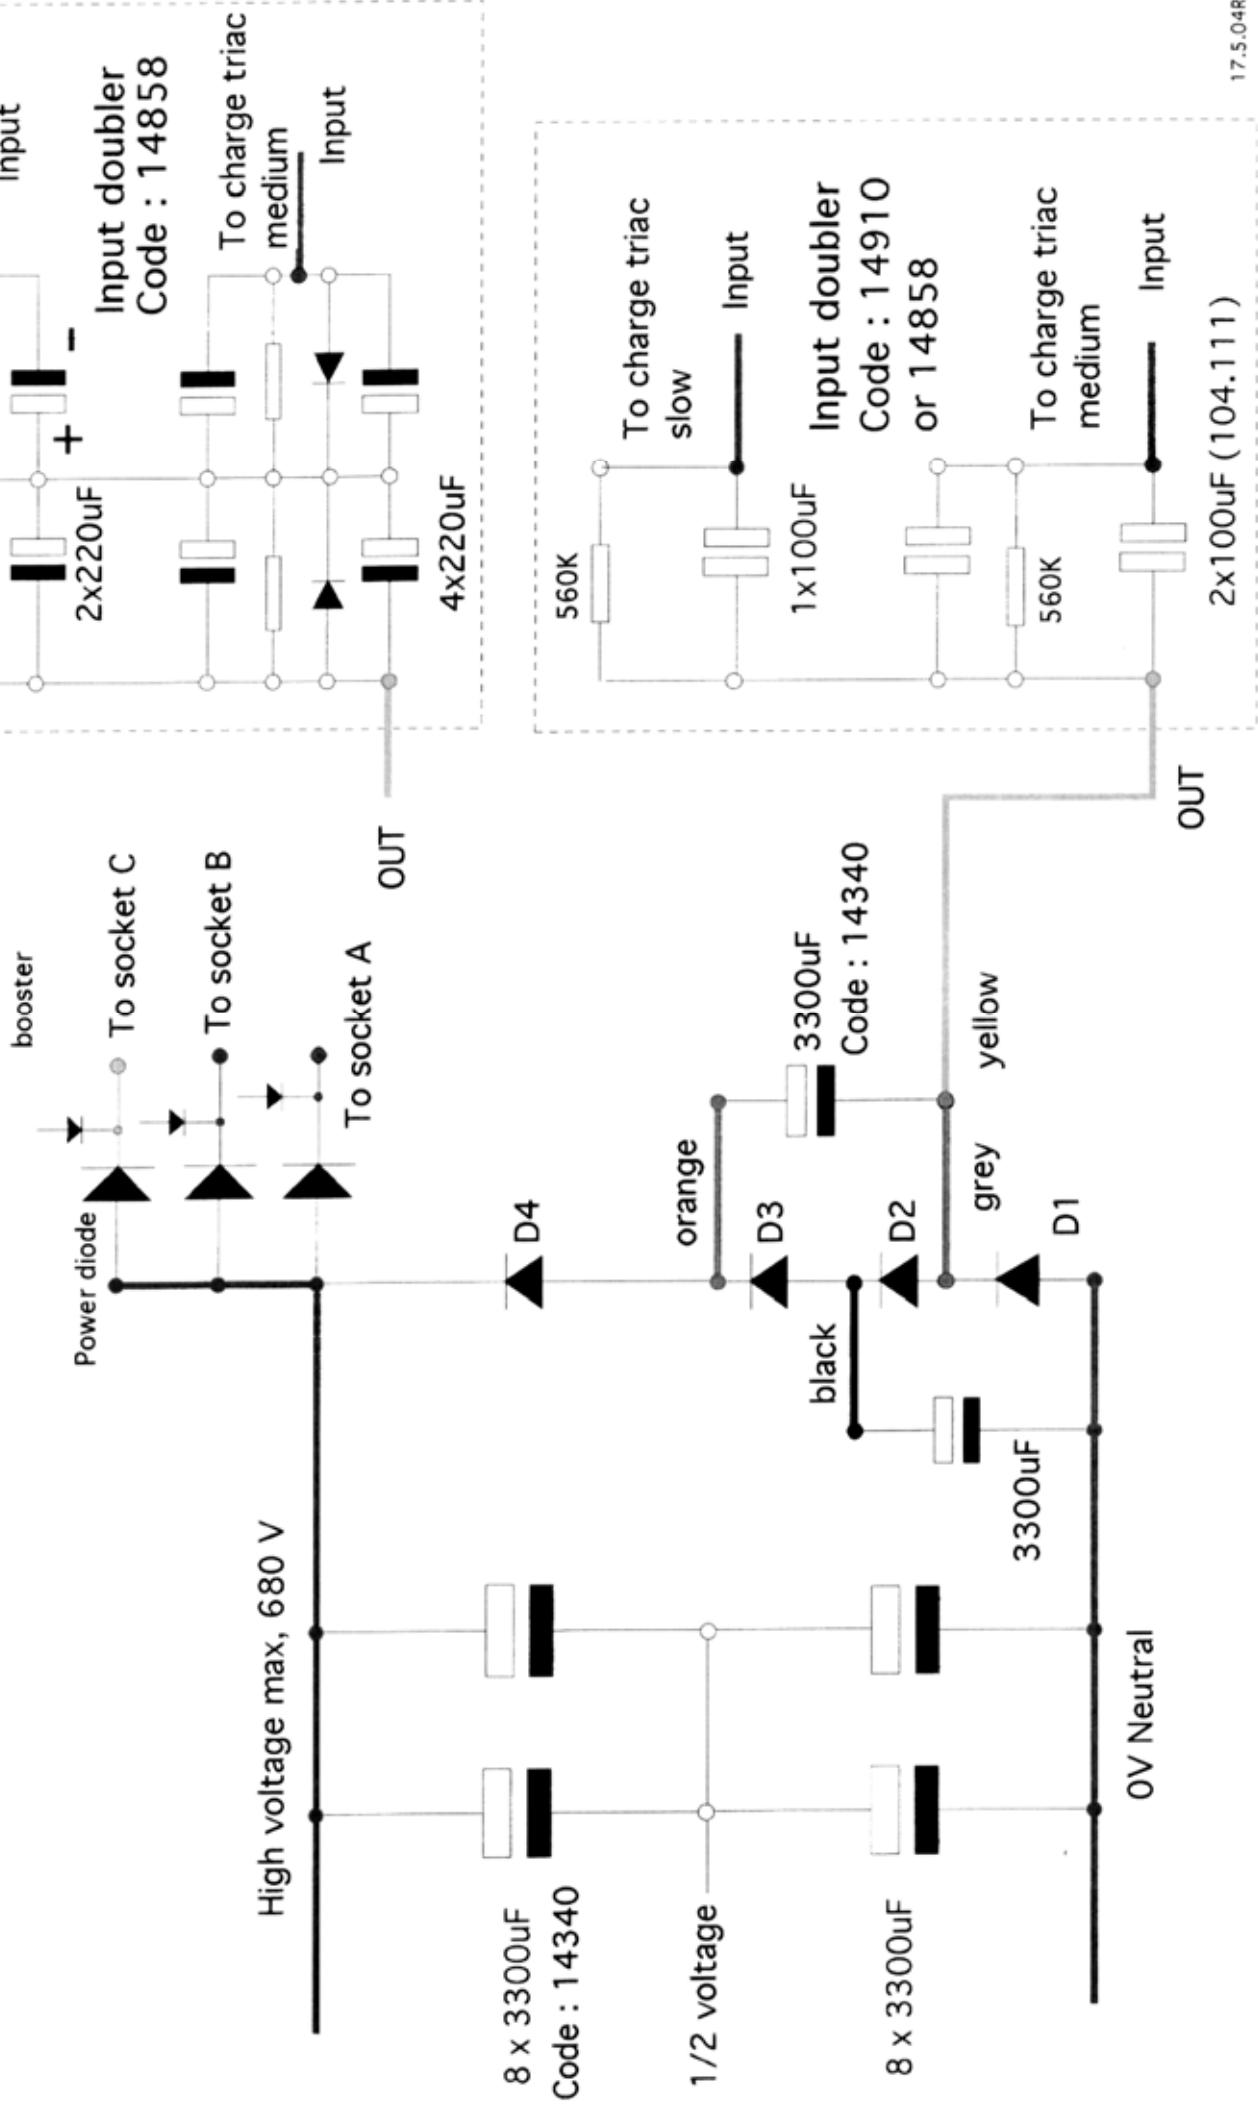 High voltage max, 680 V
8 x 3300uF
Code : 14340
1/2 voltage
8 x 3300uF
0V Neutral
Power diode
booster
To socket C
To socket B
To socket A
D4
orange
D3
D2
D1
black
grey
yellow
3300uF
3300uF
Code : 14340
OUT
OUT
Input
-
+
2x220uF
Input doubler
Code : 14858
To charge triac
medium
Input
4x220uF
560K
To charge triac
slow
Input
1x100uF
Input doubler
Code : 14910
or 14858
560K
To charge triac
medium
Input
2x100uF (104.111)
17.5.04R